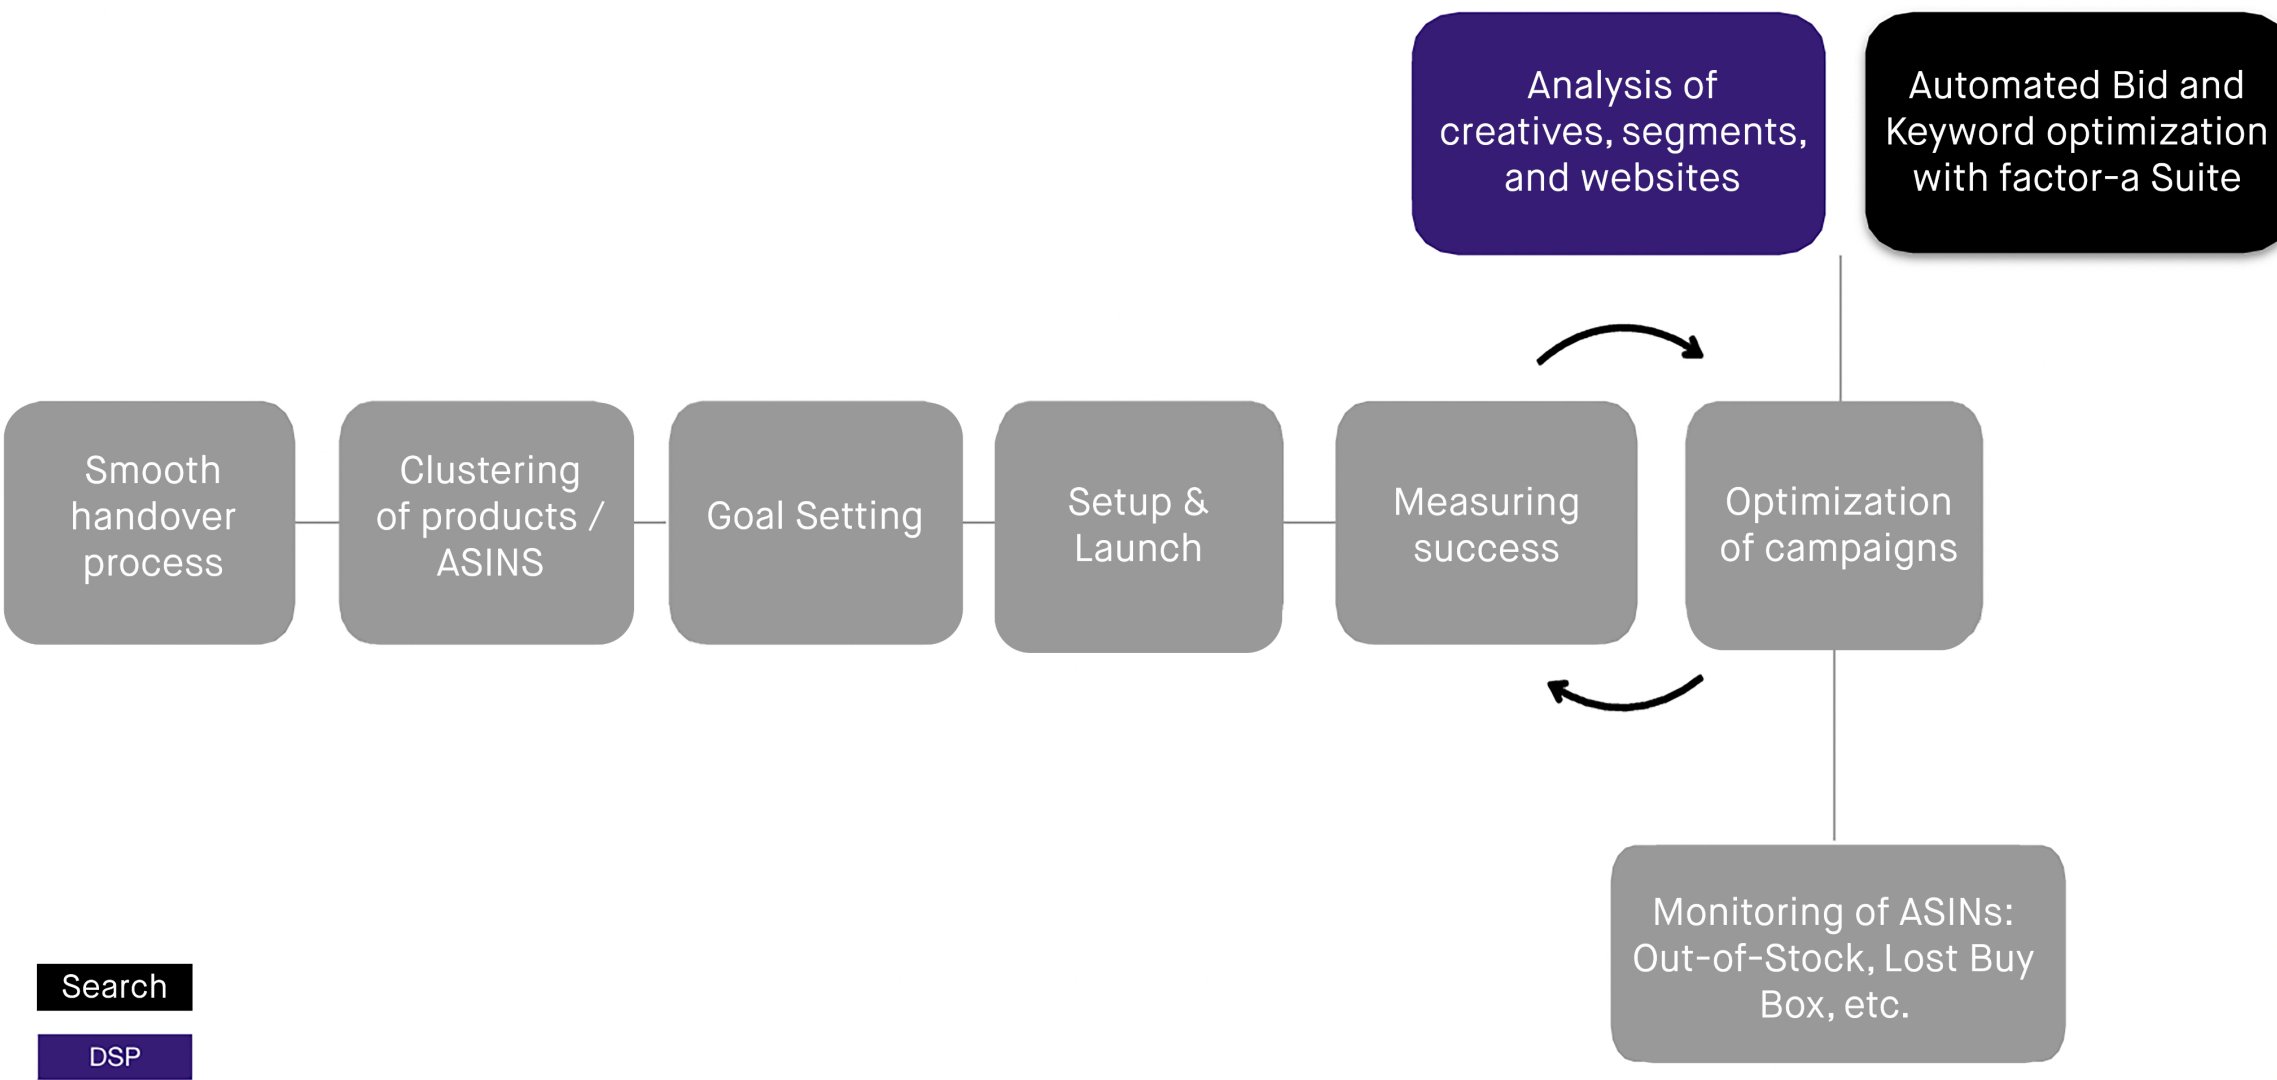 Analysis of
creatives, segments,
and websites
Automated Bid and
Keyword optimization
with factor-a Suite
Smooth
handover
process
Clustering
of products /
ASINS
Goal Setting
Setup &
Launch
Measuring
success
Optimization
of campaigns
Monitoring of ASINs:
Out-of-Stock, Lost Buy
Box, etc.
Search
DSP